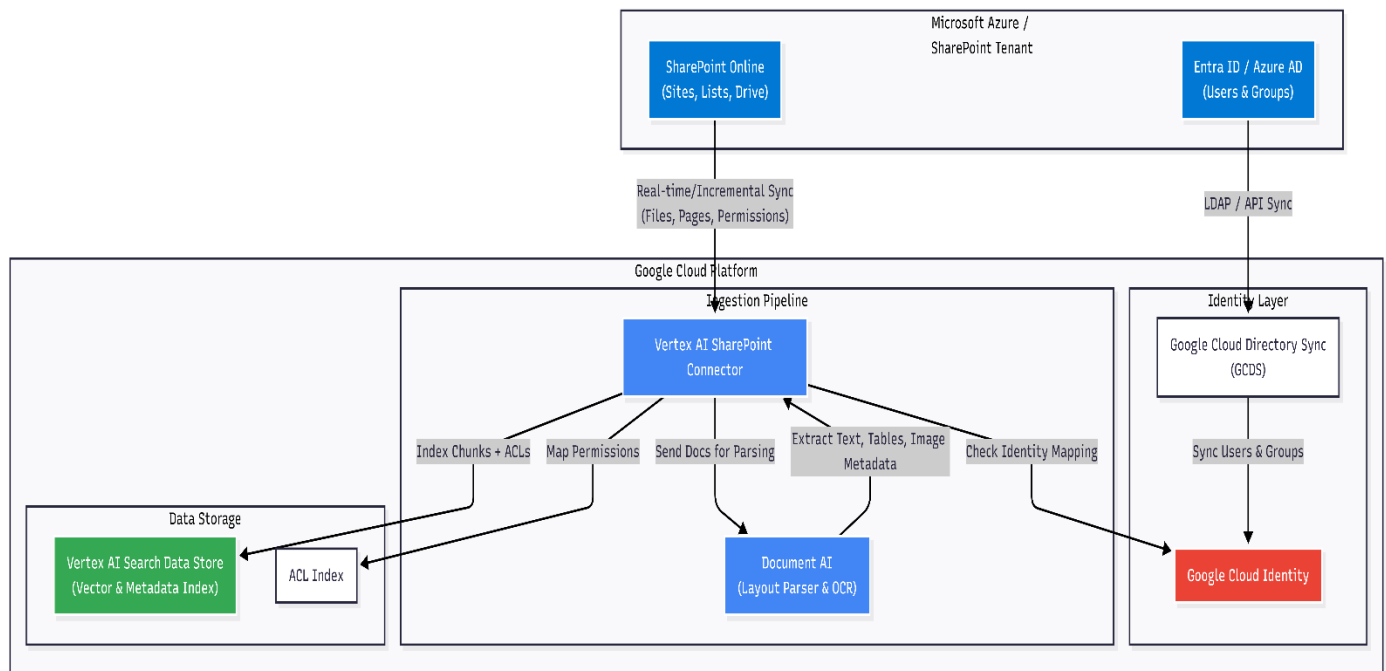 Microsoft Azure /
SharePoint Tenant
SharePoint Online
(Sites, Lists, Drive)
Entra ID / Azure AD
(Users & Groups)
Real-time/Incremental Sync
(Files, Pages, Permissions)
LDAP / API Sync
Google Cloud Platform
Ingestion Pipeline
Identity Layer
Vertex AI SharePoint
Connector
Google Cloud Directory Sync
(GCDS)
Index Chunks + ACLs
Map Permissions
Send Docs for Parsing
Extract Text, Tables, Image
Metadata
Check Identity Mapping
Sync Users & Groups
Data Storage
Vertex AI Search Data Store
(Vector & Metadata Index)
ACL Index
Document AI
(Layout Parser & OCR)
Google Cloud Identity